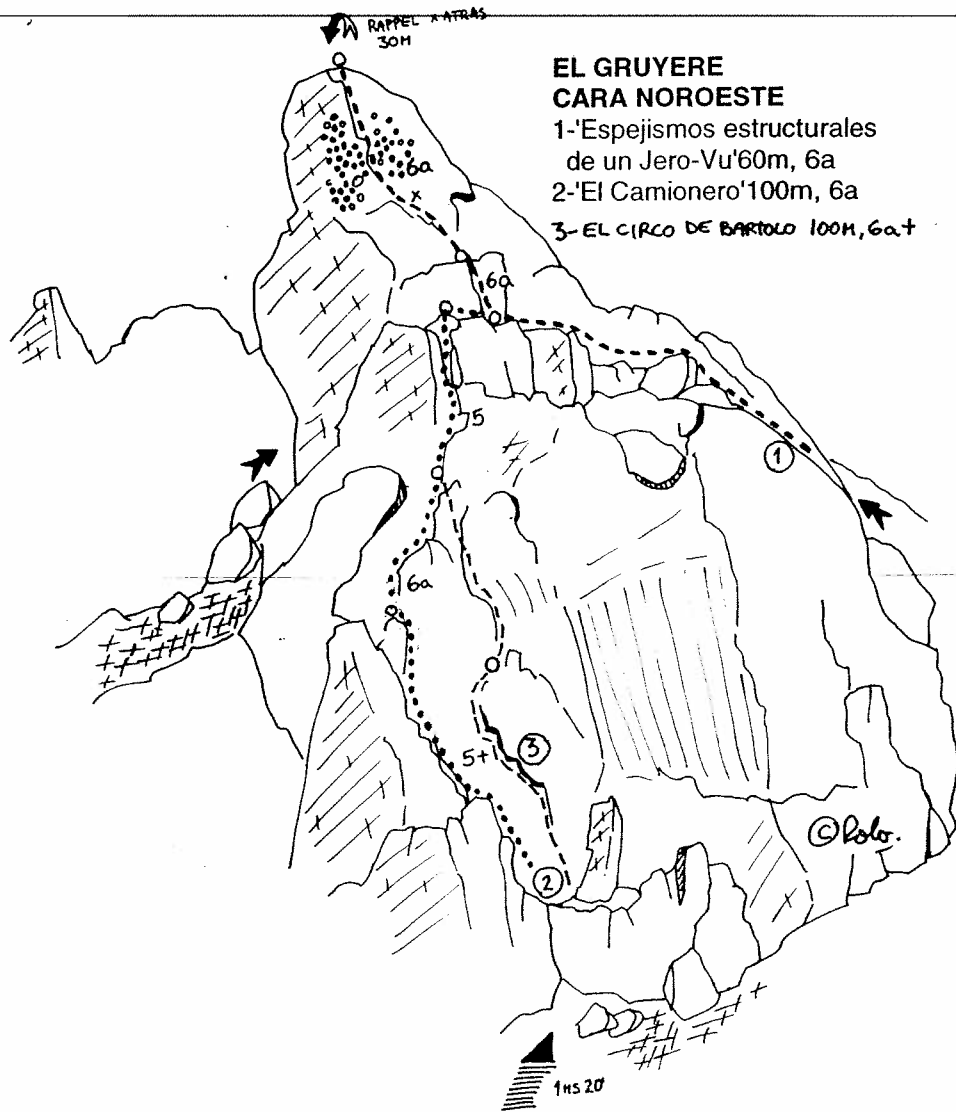 RAPPEL X ATRAS
30M
EL GRUYERE
CARA NOROESTE
1-'Espejismos estructurales
de un Jero-Vu'60m, 6a
2-'El Camionero'100m, 6a
3-EL CIRCO DE BARTOLO 100M, 6a+
6a
x
6a
5
1
6a
3
5+
©Rolo.
2
1HS 20'